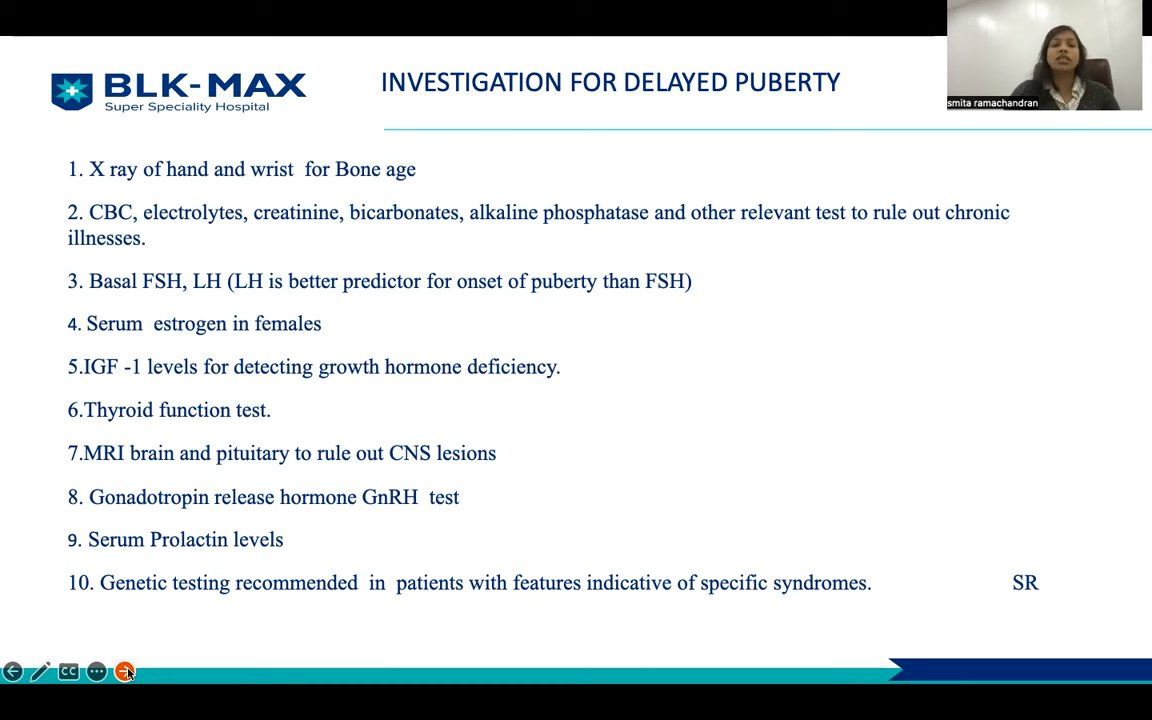 BLK-MAX
Super Speciality Hospital
INVESTIGATION FOR DELAYED PUBERTY
smita ramachandran
1. X ray of hand and wrist for Bone age
2. CBC, electrolytes, creatinine, bicarbonates, alkaline phosphatase and other relevant test to rule out chronic
illnesses.
3. Basal FSH, LH (LH is better predictor for onset of puberty than FSH)
4. Serum estrogen in females
5.IGF -1 levels for detecting growth hormone deficiency.
6.Thyroid function test.
7.MRI brain and pituitary to rule out CNS lesions
8. Gonadotropin release hormone GnRH test
9. Serum Prolactin levels
10. Genetic testing recommended in patients with features indicative of specific syndromes. SR
CC